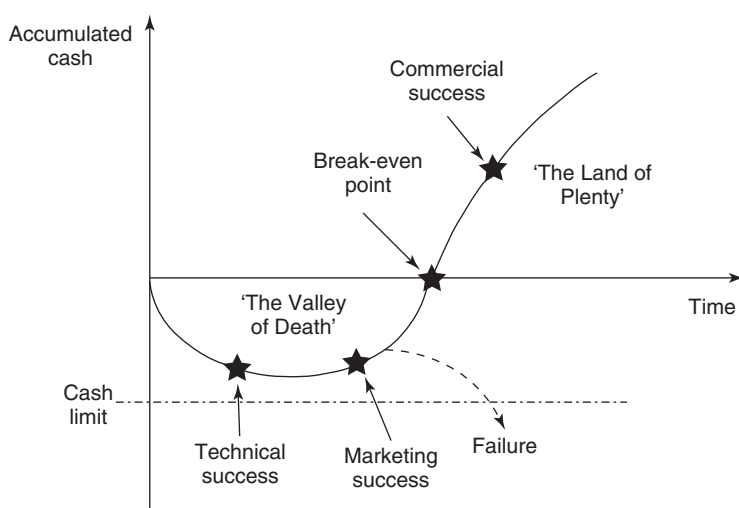 Accumulated
cash
Commercial
success
Break-even
point
‘The Land of
Plenty’
Time
‘The Valley
of Death’
Cash
limit
Technical
success
Marketing
success
Failure